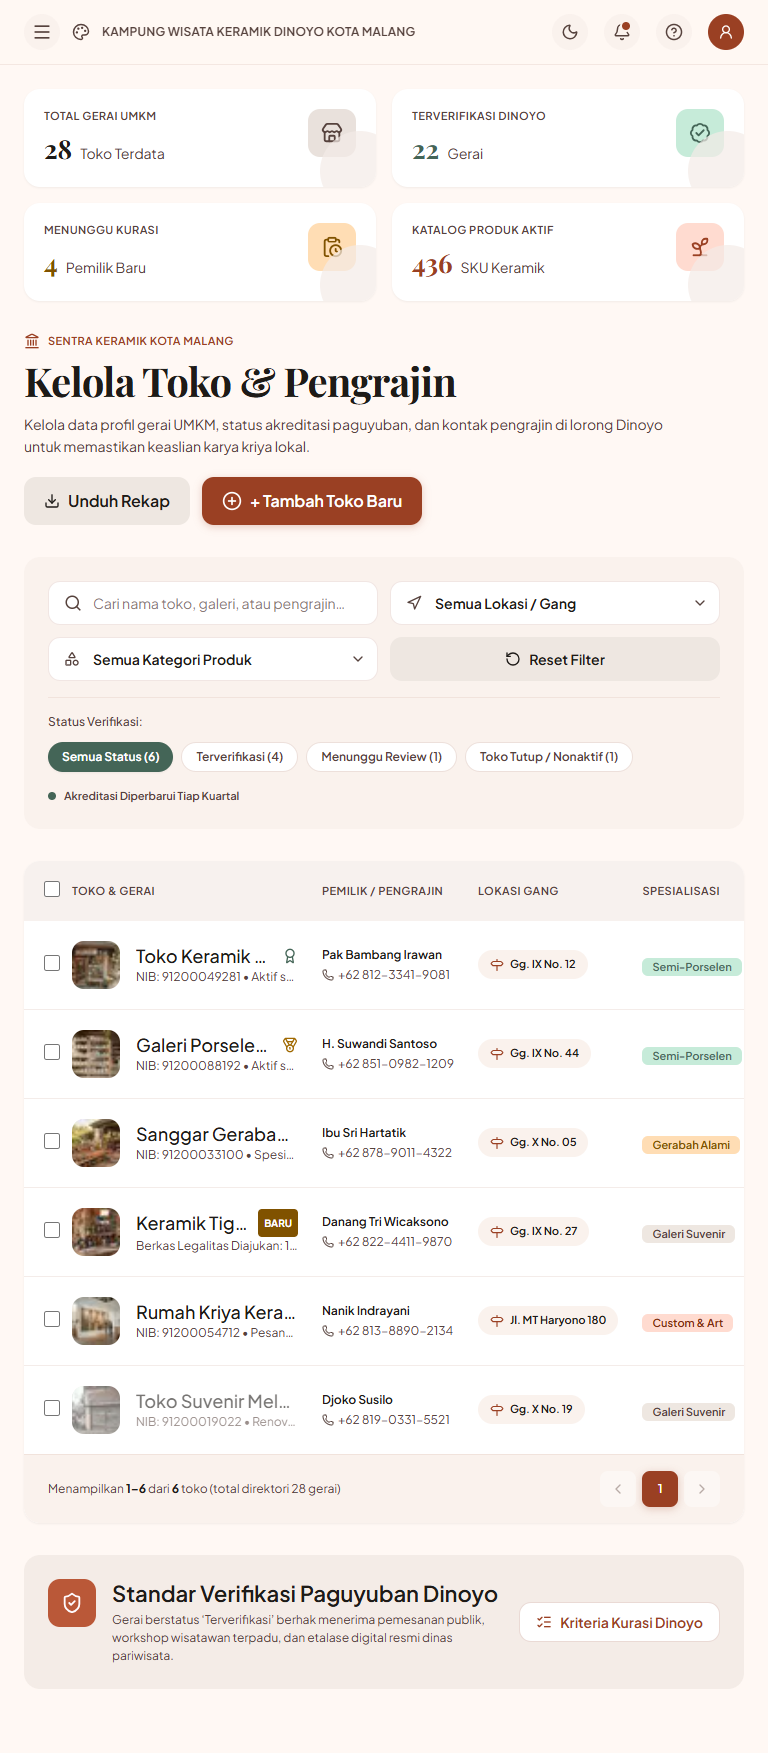 KAMPUNG WISATA KERAMIK DINOYO KOTA MALANG
TOTAL GERAI UMKM
28 Toko Terdata
TERVERIFIKASI DINOYO
22 Gerai
MENUNGGU KURASI
4 Pemilik Baru
KATALOG PRODUK AKTIF
436 SKU Keramik
SENTRA KERAMIK KOTA MALANG
Kelola Toko & Pengrajin
Kelola data profil gerai UMKM, status akreditasi paguyuban, dan kontak pengrajin di lorong Dinoyo
untuk memastikan keaslian karya kriya lokal.
Unduh Rekap
+ Tambah Toko Baru
Cari nama toko, galeri, atau pengrajin...
Semua Lokasi / Gang
Semua Kategori Produk
Reset Filter
Status Verifikasi:
Semua Status (6)
Terverifikasi (4)
Menunggu Review (1)
Toko Tutup / Nonaktif (1)
Akreditasi Diperbarui Tiap Kuartal
TOKO & GERAI PEMILIK / PENGRAJIN LOKASI GANG SPESIALISASI
Toko Keramik ...
NIB: 91200049281 • Aktif s...
Pak Bambang Irawan
+62 812-3341-9081
Gg. IX No. 12
Semi-Porselen
Galeri Porsele...
NIB: 91200088192 • Aktif s...
H. Suwandi Santoso
+62 851-0982-1209
Gg. IX No. 44
Semi-Porselen
Sanggar Geraba...
NIB: 91200033100 • Spesi...
Ibu Sri Hartatik
+62 878-9011-4322
Gg. X No. 05
Gerabah Alami
Keramik Tig...
BARU
Berkas Legalitas Diajukan: 1...
Danang Tri Wicaksono
+62 822-4411-9870
Gg. IX No. 27
Galeri Suvenir
Rumah Kriya Kera...
NIB: 91200054712 • Pesan...
Nanik Indrayani
+62 813-8890-2134
Jl. MT Haryono 180
Custom & Art
Toko Suvenir Mel...
NIB: 91200019022 • Renov...
Djoko Susilo
+62 819-0331-5521
Gg. X No. 19
Galeri Suvenir
Menampilkan 1-6 dari 6 toko (total direktori 28 gerai)
1
Standar Verifikasi Paguyuban Dinoyo
Gerai berstatus ‘Terverifikasi’ berhak menerima pemesanan publik,
workshop wisatawan terpadu, dan etalase digital resmi dinas
pariwisata.
Kriteria Kurasi Dinoyo